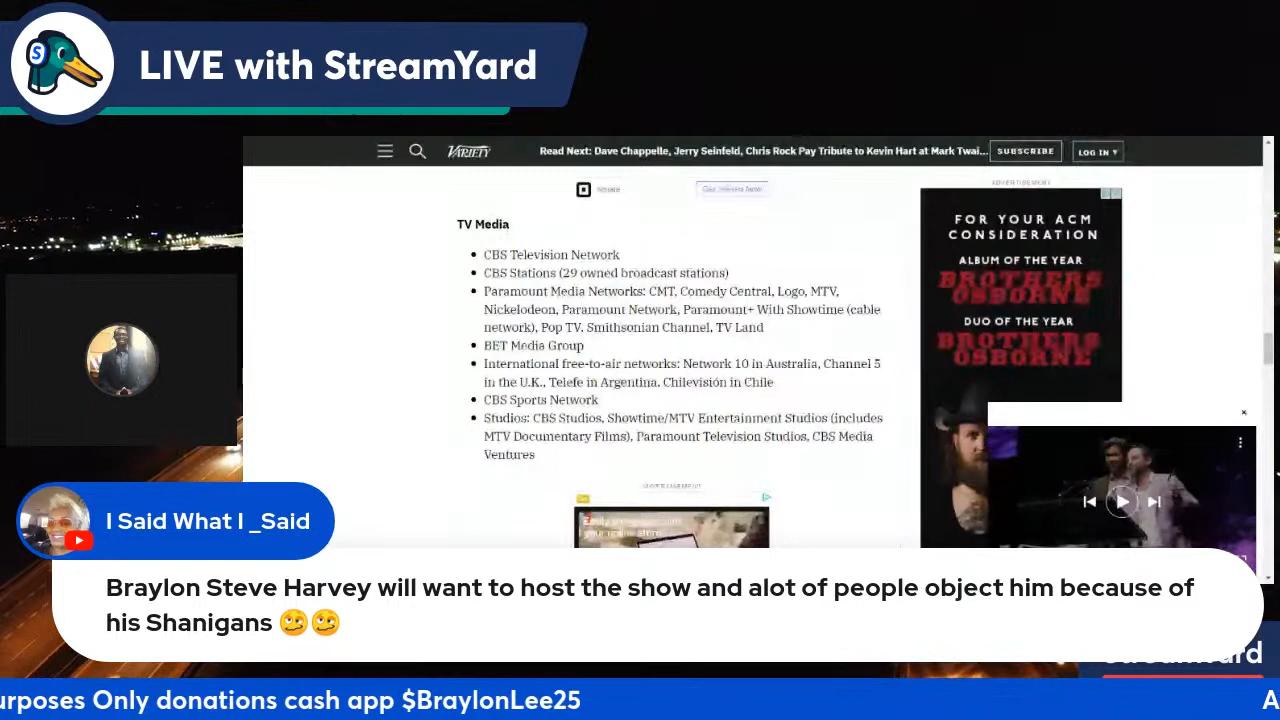 LIVE with StreamYard
VARIETY
Read Next: Dave Chappelle, Jerry Seinfeld, Chris Rock Pay Tribute to Kevin Hart at Mark Twai...
SUBSCRIBE
LOG IN
ADVERTISEMENT
TV Media
CBS Television Network
CBS Stations (29 owned broadcast stations)
Paramount Media Networks: CMT, Comedy Central, Logo, MTV,
Nickelodeon, Paramount Network, Paramount+ With Showtime (cable
network), Pop TV, Smithsonian Channel, TV Land
BET Media Group
International free-to-air networks: Network 10 in Australia, Channel 5
in the U.K., Telefe in Argentina, Chilevisión in Chile
CBS Sports Network
Studios: CBS Studios, Showtime/MTV Entertainment Studios (includes
MTV Documentary Films), Paramount Television Studios, CBS Media
Ventures
FOR YOUR ACM
CONSIDERATION
ALBUM OF THE YEAR
BROTHERS
OSBORNE
DUO OF THE YEAR
BROTHERS
OSBORNE
I Said What I _Said
Braylon Steve Harvey will want to host the show and alot of people object him because of
his Shanigans 🥴🥴
urposes Only donations cash app $BraylonLee25
A